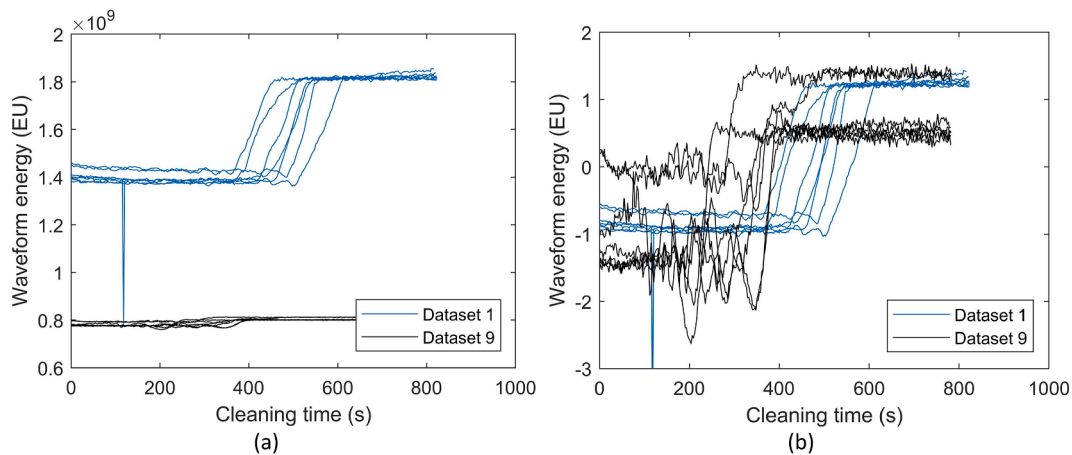 ×10⁹
2
1.8
1.6
1.4
1.2
1
0.8
0.6
Waveform energy (EU)
Dataset 1
Dataset 9
0 200 400 600 800 1000
Cleaning time (s)
(a)
2
1
0
-1
-2
-3
Waveform energy (EU)
Dataset 1
Dataset 9
0 200 400 600 800 1000
Cleaning time (s)
(b)